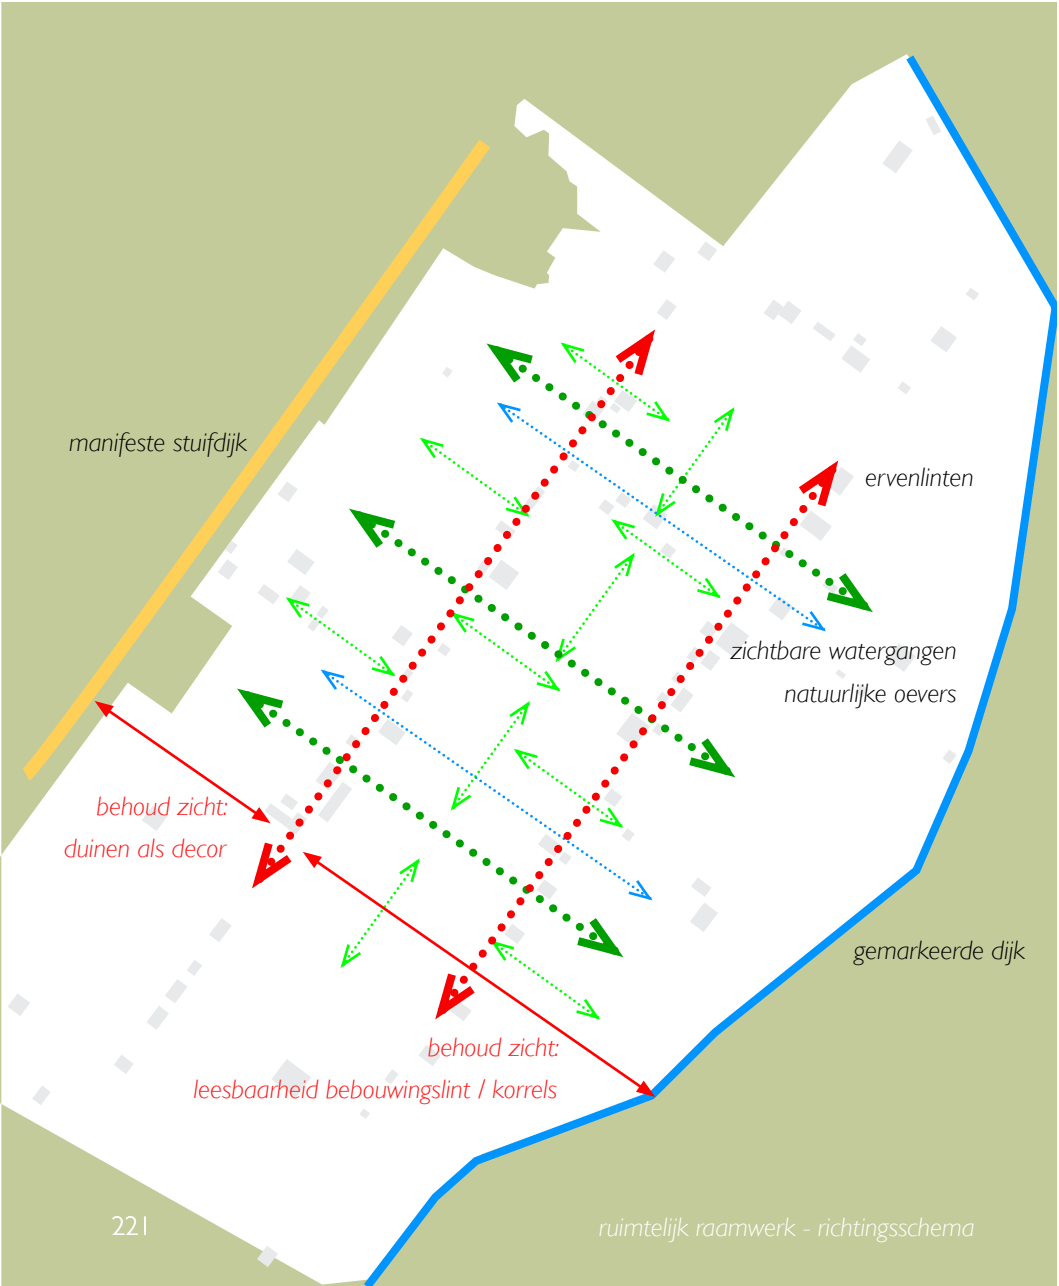 manifeste stuifdijk
ervenlinten
zichtbare watergangen
natuurlijke oevers
behoud zicht:
duinen als decor
gemarkeerde dijk
behoud zicht:
leesbaarheid bebouwingslint / korrels
221
ruimtelijk raamwerk - richtingsschema